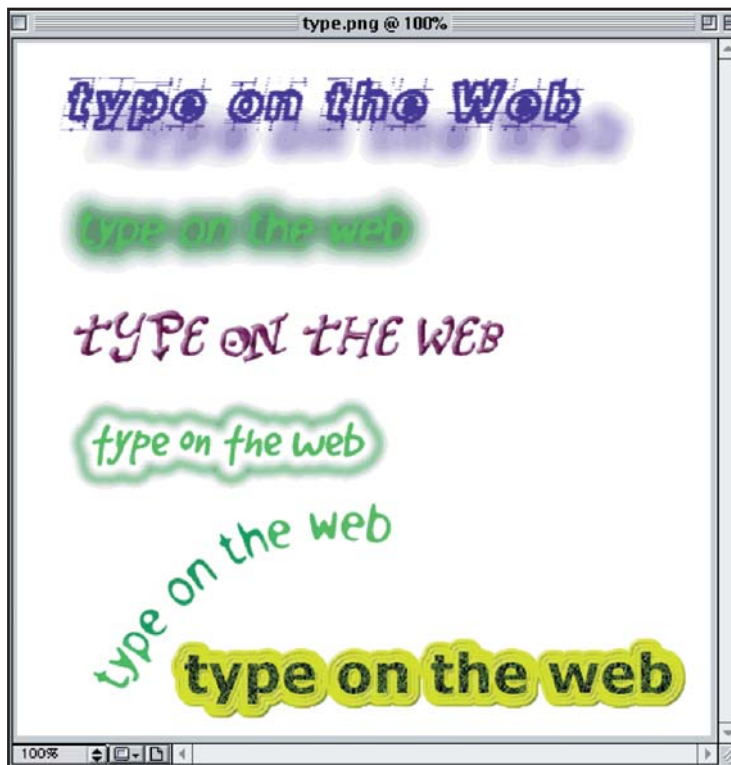 type.png @ 100%
type on the Web
type on the web
tYPE ON tHE WEB
type on the web
type on the web
type on the web
100%